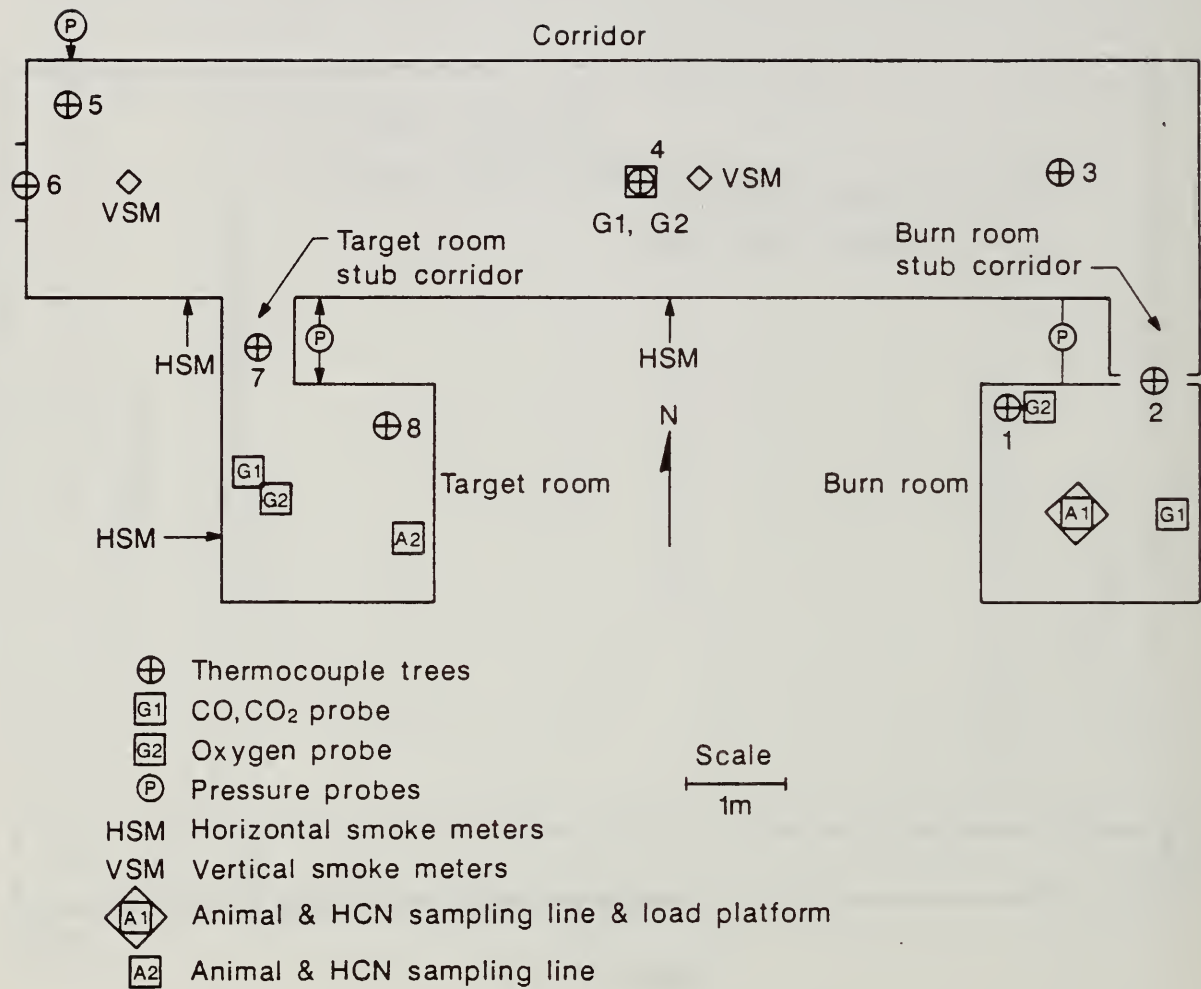 P
Corridor
5
4
3
6
VSM
VSM
G1, G2
Target room
stub corridor
Burn room
stub corridor
P
P
HSM
7
HSM
2
8
N
G2
1
G1
G2
Target room
Burn room
A1
G1
HSM
A2
Thermocouple trees
G1 CO,CO₂ probe
G2 Oxygen probe
P Pressure probes
HSM Horizontal smoke meters
VSM Vertical smoke meters
A1 Animal & HCN sampling line & load platform
A2 Animal & HCN sampling line
Scale
1m